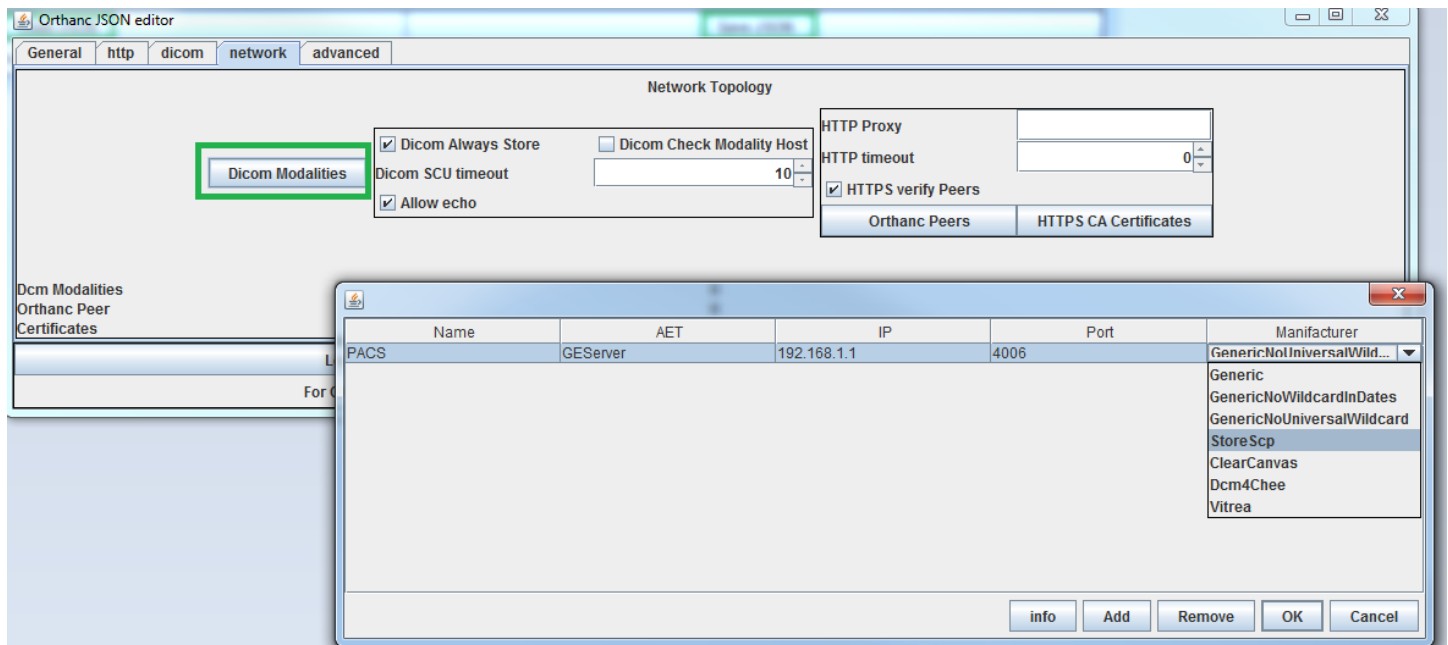 Orthanc JSON editor
General http dicom network advanced
Network Topology
Dicom Modalities
Dicom Always Store Dicom Check Modality Host
Dicom SCU timeout 10
Allow echo
HTTP Proxy
HTTP timeout 0
HTTPS verify Peers
Orthanc Peers HTTPS CA Certificates
Dcm Modalities
Orthanc Peer
Certificates
For
Name AET IP Port Manifacturer
PACS GEServer 192.168.1.1 4006 GenericNoUniversalWild...
Generic
GenericNoWildcardInDates
GenericNoUniversalWildcard
StoreScp
ClearCanvas
Dcm4Chee
Vitrea
info Add Remove OK Cancel